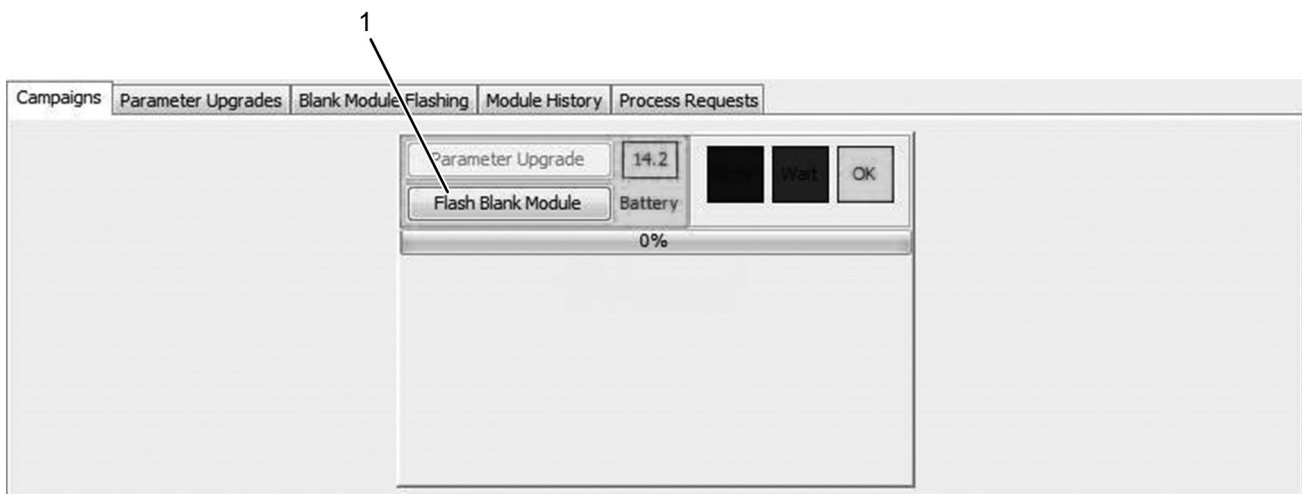 1
Campaigns Parameter Upgrades Blank Module Flashing Module History Process Requests
Parameter Upgrade 14.2 Wait OK
Flash Blank Module Battery
0%